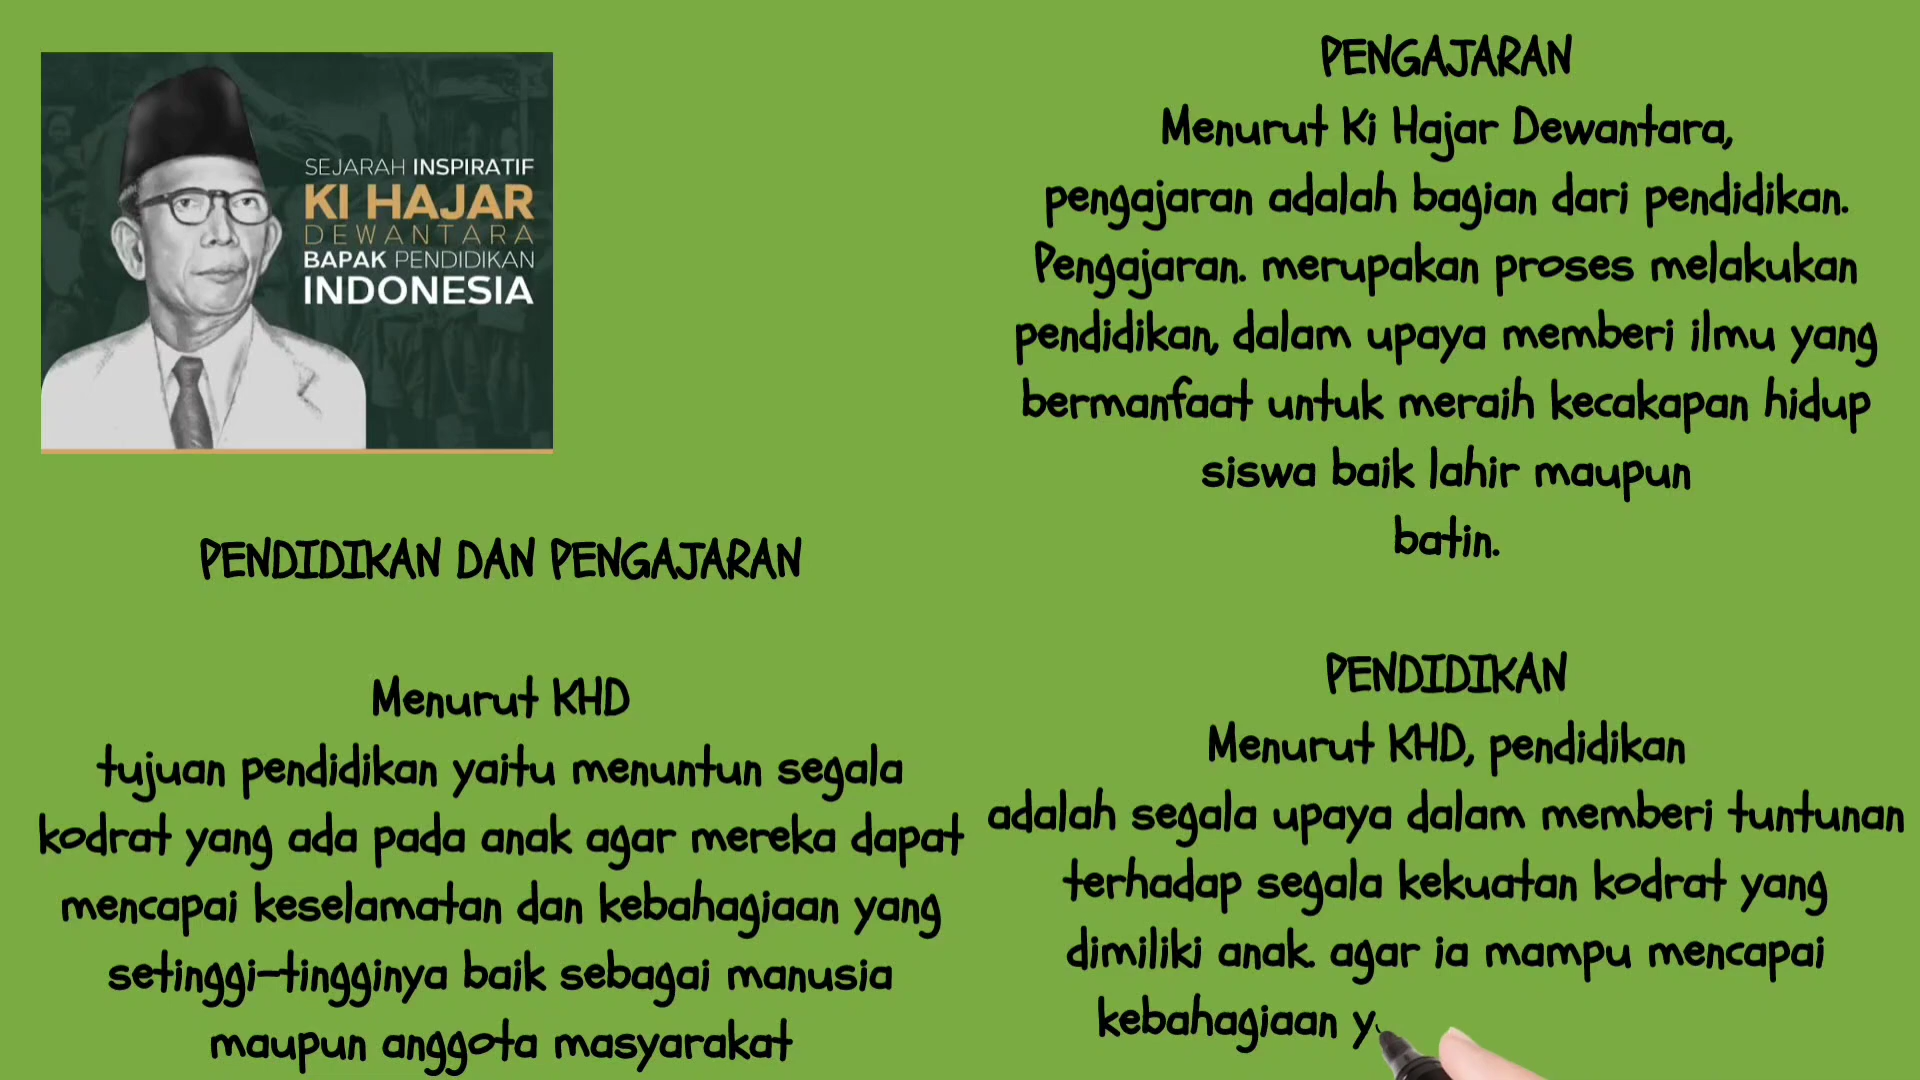 SEJARAH INSPIRATIF
KI HAJAR
DEWANTARA
BAPAK PENDIDIKAN
INDONESIA
PENDIDIKAN DAN PENGAJARAN
Menurut KHD
tujuan pendidikan yaitu menuntun segala
kodrat yang ada pada anak agar mereka dapat
mencapai keselamatan dan kebahagiaan yang
setinggi-tingginya baik sebagai manusia
maupun anggota masyarakat
PENGAJARAN
Menurut Ki Hajar Dewantara,
pengajaran adalah bagian dari pendidikan.
Pengajaran. merupakan proses melakukan
pendidikan, dalam upaya memberi ilmu yang
bermanfaat untuk meraih kecakapan hidup
siswa baik lahir maupun
batin.
PENDIDIKAN
Menurut KHD, pendidikan
adalah segala upaya dalam memberi tuntunan
terhadap segala kekuatan kodrat yang
dimiliki anak. agar ia mampu mencapai
kebahagiaan y